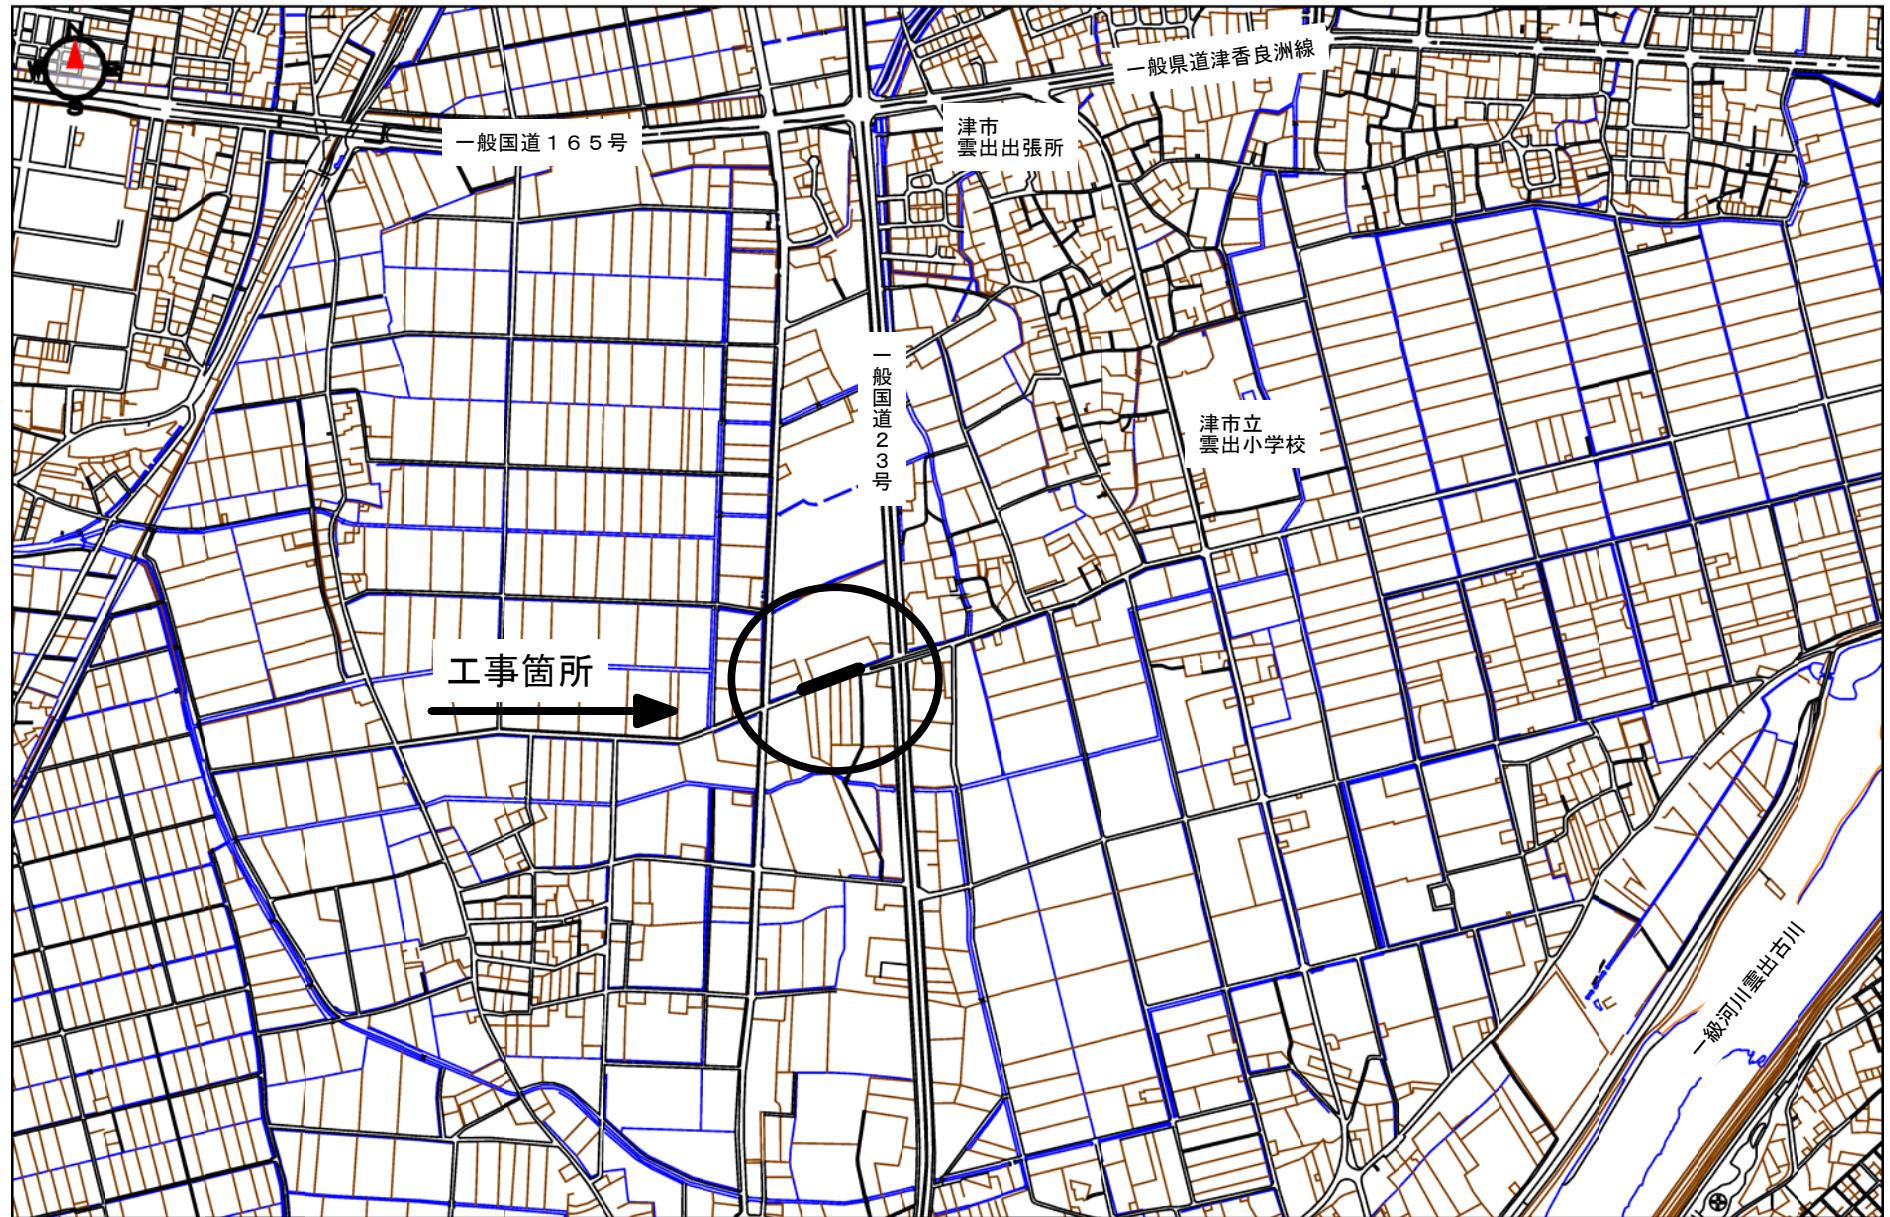 一般県道津香良洲線
一般国道165号
津市
雲出出張所
一般国道23号
津市立
雲出小学校
工事箇所
一級河川雲出古川